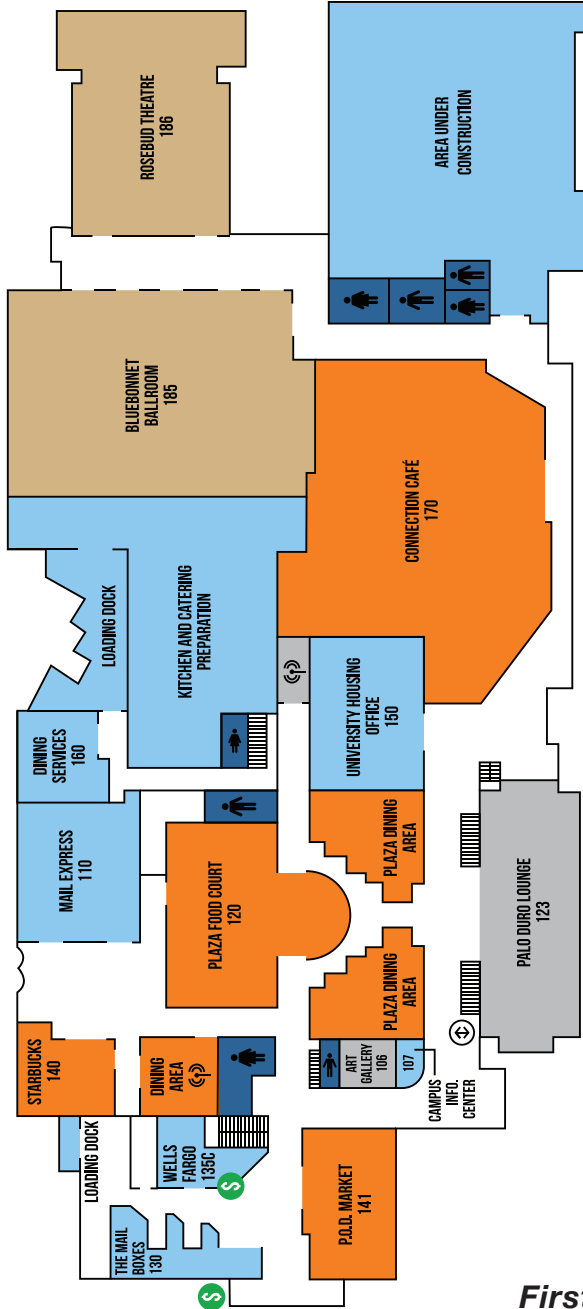 ROSEBUD THEATRE
186
AREA UNDER
CONSTRUCTION
BLUEBONNET
BALLROOM
185
CONNECTION CAFÉ
170
LOADING DOCK
KITCHEN AND CATERING
PREPARATION
UNIVERSITY HOUSING
OFFICE
150
DINING
SERVICES
160
MAIL EXPRESS
110
PLAZA FOOD COURT
120
PLAZA DINING
AREA
PLAZA DINING
AREA
PALO DURO LOUNGE
123
STARBUCKS
140
DINING
AREA
ART
GALLERY
106
107
CAMPUS
INFO.
CENTER
LOADING DOCK
WELLS
FARGO
135C
$
THE MAIL
BOXES
130
$
P.O.D. MARKET
141
First